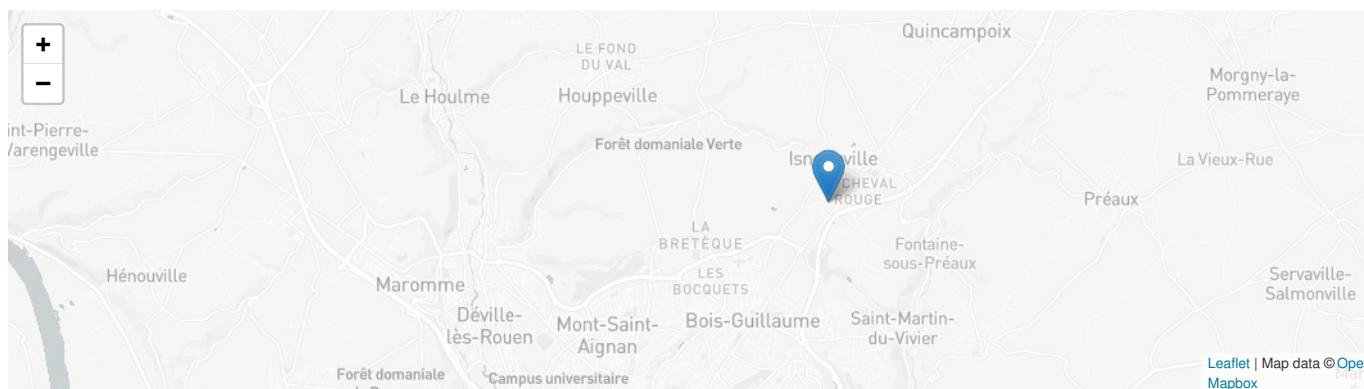 +
−
Quincampoix
LE FOND
DU VAL
Morgny-la-
Pommeraye
Le Houlme
Houppeville
int-Pierre-
Varengeville
Forêt domaniale Verte
La Vieux-Rue
CHEVAL
ROUGE
Préaux
LA
BRETÈQUE
Fontaine-
sous-Préaux
Hénouville
LES
BOCQUETS
Servaville-
Salmonville
Maromme
Déville-
lès-Rouen
Mont-Saint-
Aignan
Bois-Guillaume
Saint-Martin-
du-Vivier
Forêt domaniale
Campus universitaire
Leaflet | Map data © Ope
Mapbox